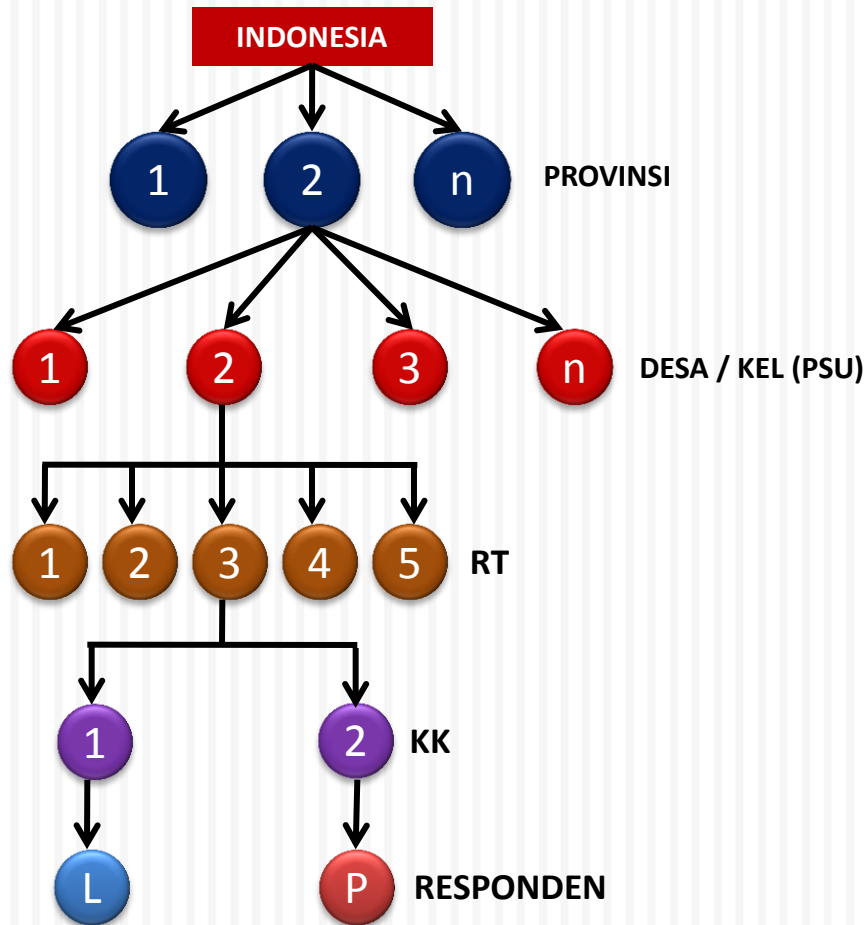 INDONESIA
1 2 n PROVINSI
1 2 3 n DESA / KEL (PSU)
1 2 3 4 5 RT
1 2 KK
L P RESPONDEN